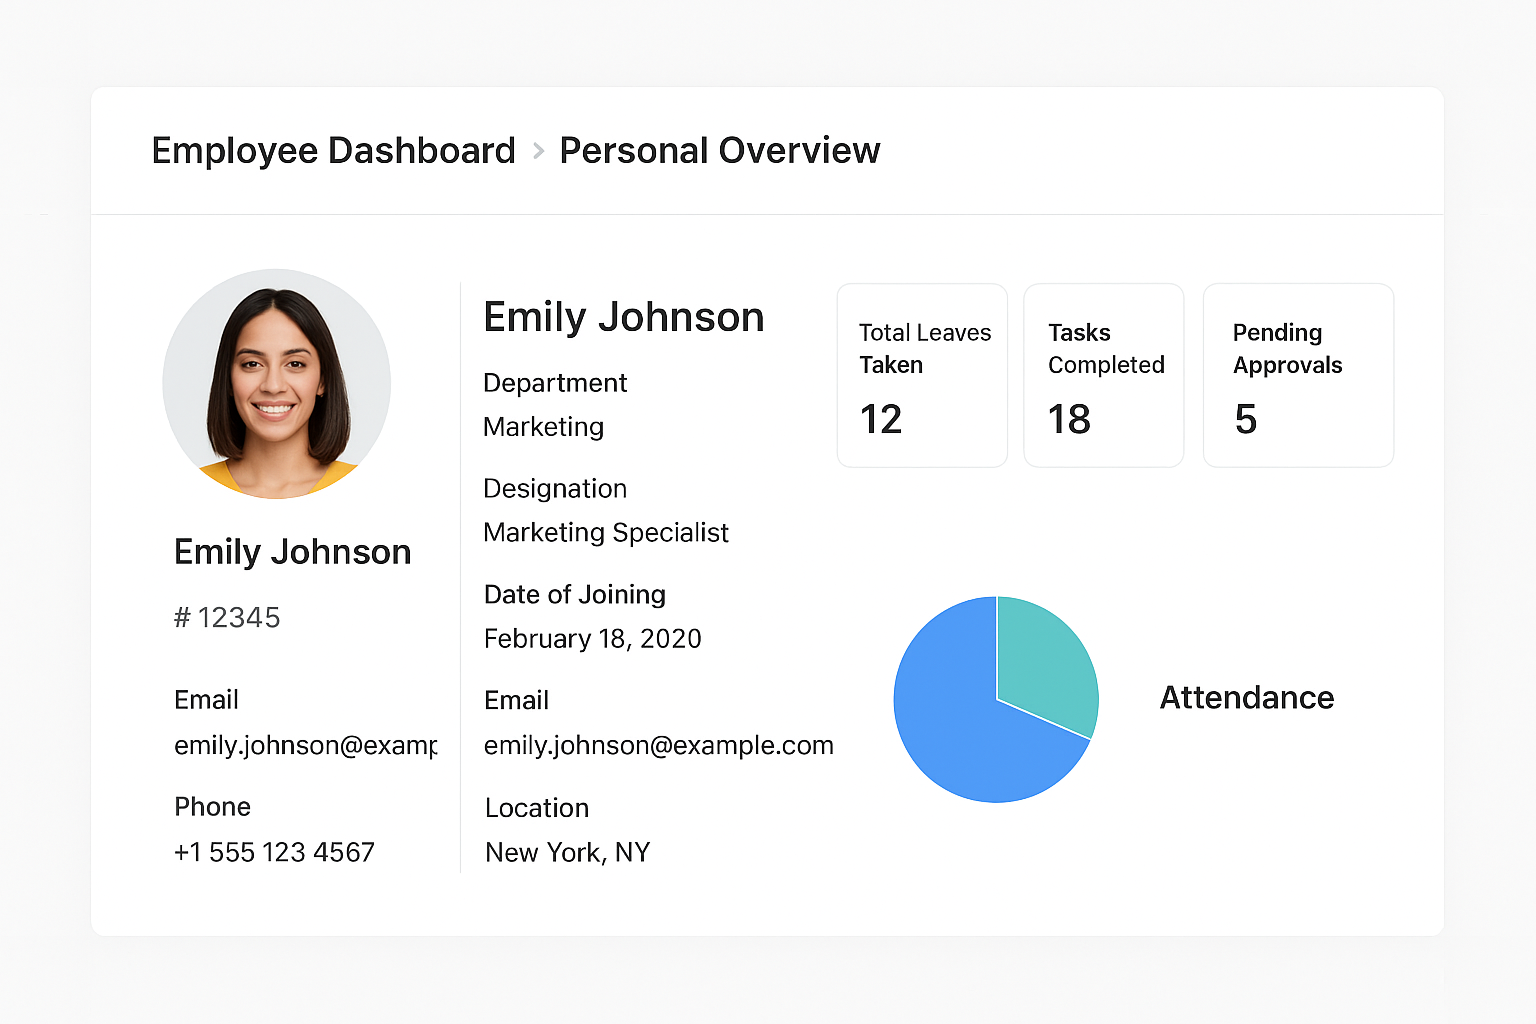 Employee Dashboard > Personal Overview
Emily Johnson
# 12345
Email
emily.johnson@examp
Phone
+1 555 123 4567
Emily Johnson
Department
Marketing
Designation
Marketing Specialist
Date of Joining
February 18, 2020
Email
emily.johnson@example.com
Location
New York, NY
Total Leaves
Taken
12
Tasks
Completed
18
Pending
Approvals
5
Attendance